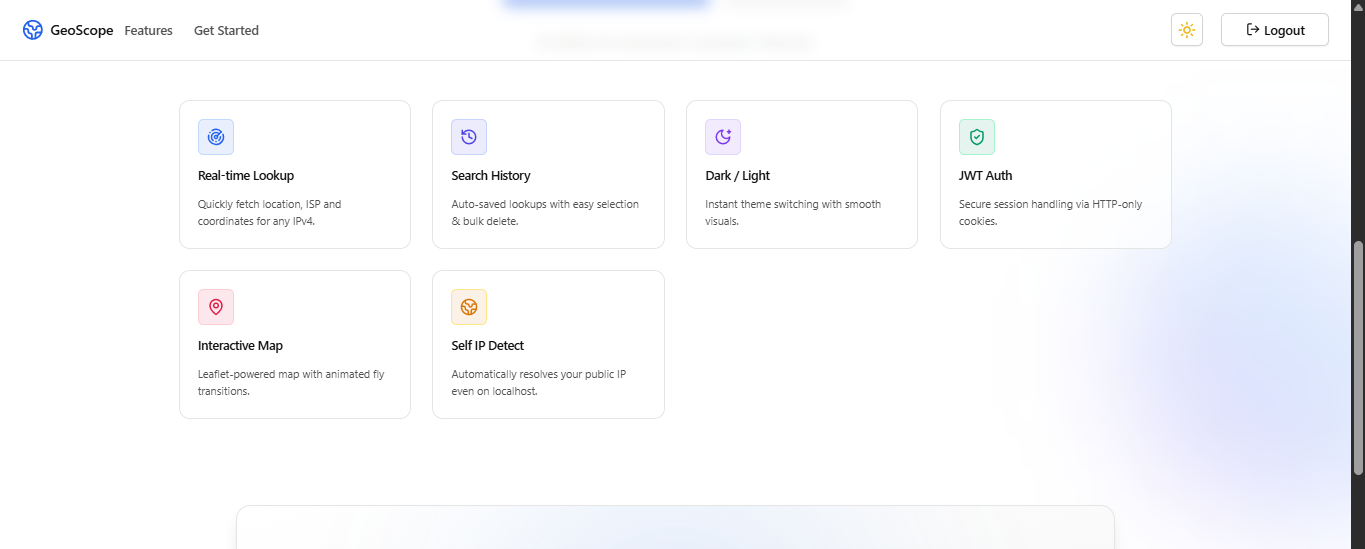 GeoScope Features Get Started Logout
Real-time Lookup
Quickly fetch location, ISP and
coordinates for any IPv4.
Search History
Auto-saved lookups with easy selection
& bulk delete.
Dark / Light
Instant theme switching with smooth
visuals.
JWT Auth
Secure session handling via HTTP-only
cookies.
Interactive Map
Leaflet-powered map with animated fly
transitions.
Self IP Detect
Automatically resolves your public IP
even on localhost.